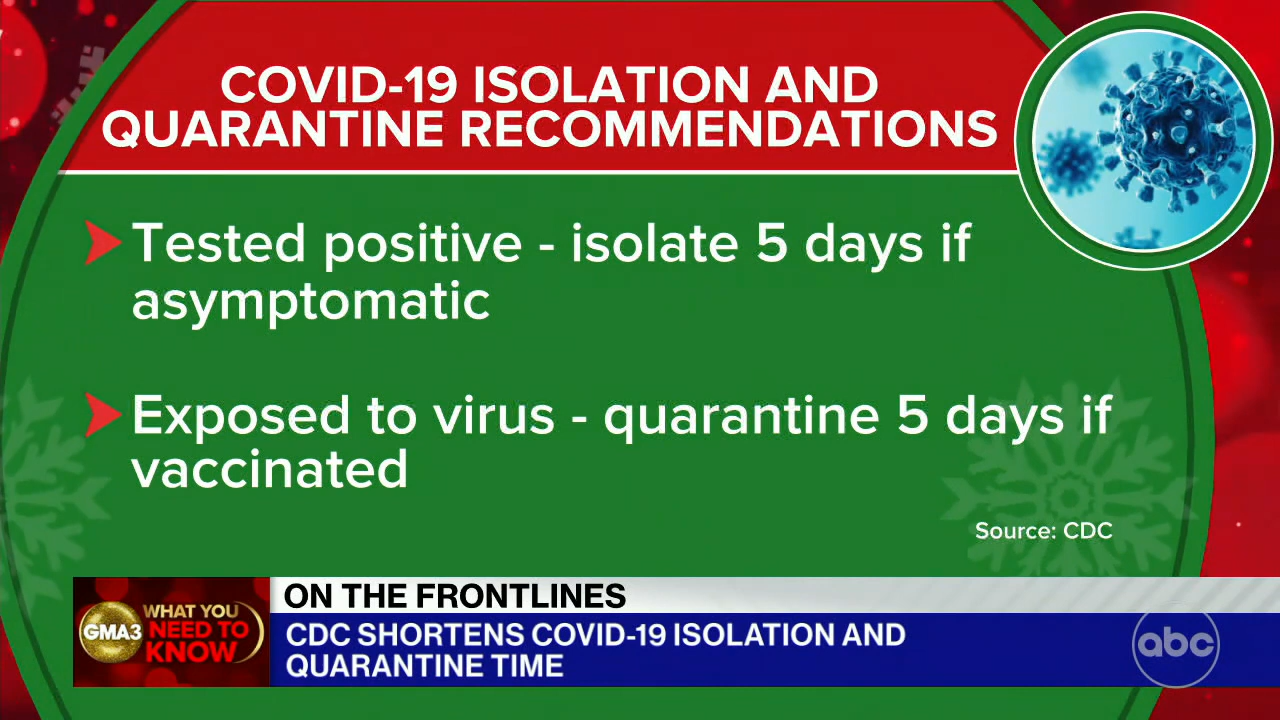 COVID-19 ISOLATION AND
QUARANTINE RECOMMENDATIONS
Tested positive - isolate 5 days if
asymptomatic
Exposed to virus - quarantine 5 days if
vaccinated
Source: CDC
GMA3
WHAT YOU
NEED TO
KNOW
ON THE FRONTLINES
CDC SHORTENS COVID-19 ISOLATION AND
QUARANTINE TIME
abc